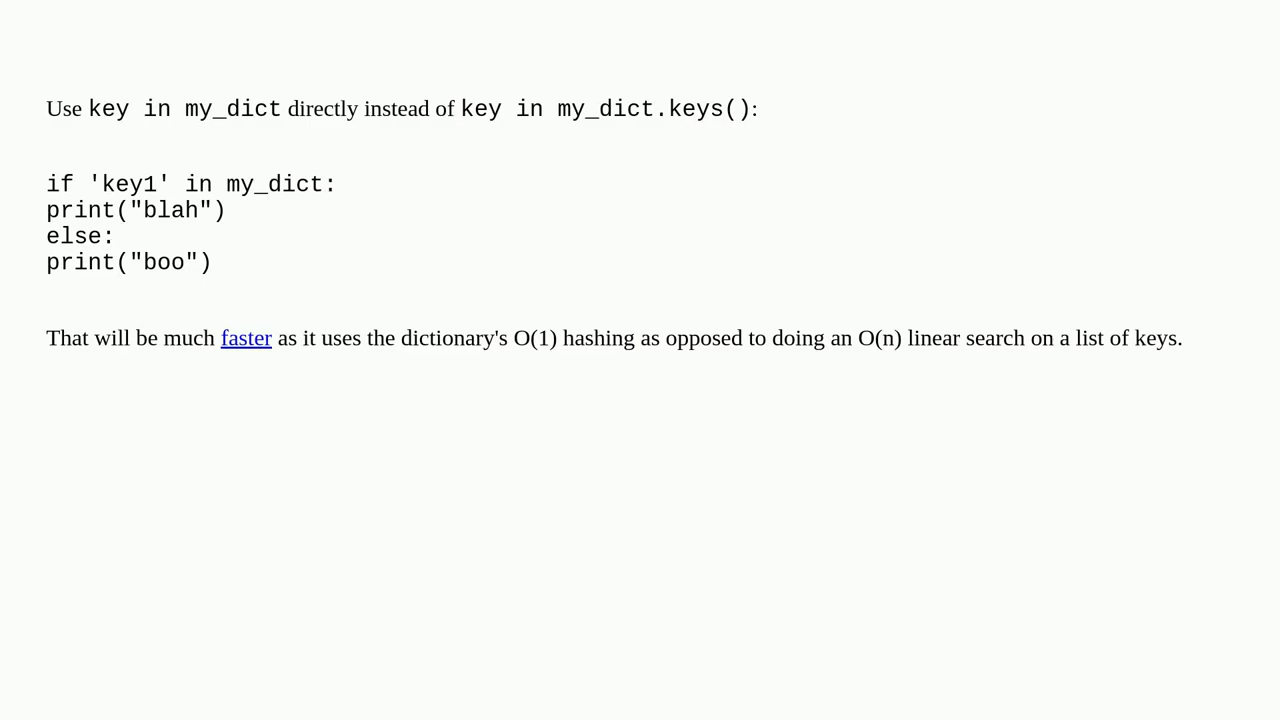 Use key in my_dict directly instead of key in my_dict.keys():
if 'key1' in my_dict:
print("blah")
else:
print("boo")
That will be much faster as it uses the dictionary's O(1) hashing as opposed to doing an O(n) linear search on a list of keys.